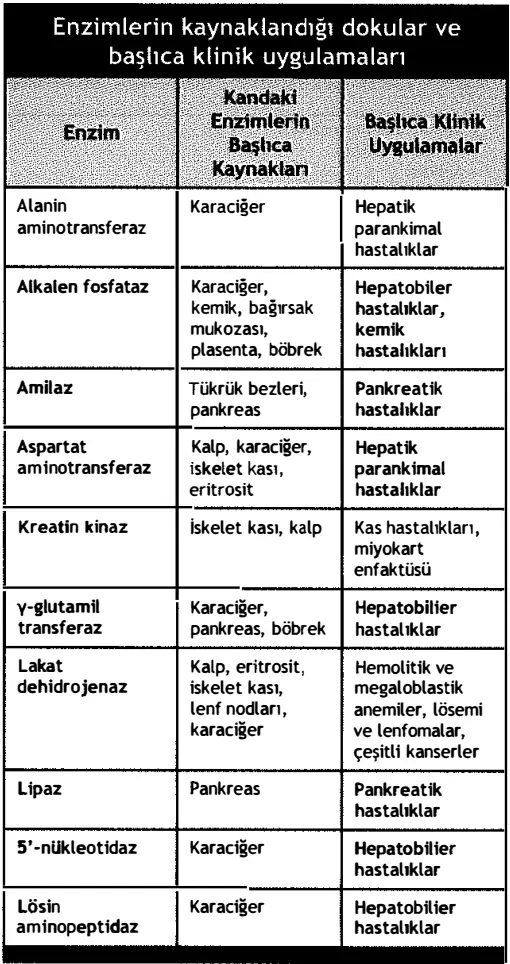 Enzimlerin kaynaklandığı dokular ve
başlıca klinik uygulamaları
Enzim
Kandaki
Enzimlerin
Başlıca
Kaynakları
Başlıca Klinik
Uygulamalar
Alanin
aminotransferaz
Karaciğer
Hepatik
parankimal
hastalıklar
Alkalen fosfataz
Karaciğer,
kemik, bağırsak
mukozası,
plasenta, böbrek
Hepatobiler
hastalıklar,
kemik
hastalıkları
Amilaz
Tükrük bezleri,
pankreas
Pankreatik
hastalıklar
Aspartat
aminotransferaz
Kalp, karaciğer,
iskelet kası,
eritrosit
Hepatik
parankimal
hastalıklar
Kreatin kinaz
İskelet kası, kalp
Kas hastalıkları,
miyokart
enfaktüsü
γ-glutamil
transferaz
Karaciğer,
pankreas, böbrek
Hepatobilier
hastalıklar
Lakat
dehidrojenaz
Kalp, eritrosit,
iskelet kası,
lenf nodları,
karaciğer
Hemolitik ve
megaloblastik
anemiler, lösemi
ve lenfomalar,
çeşitli kanserler
Lipaz
Pankreas
Pankreatik
hastalıklar
5'-nükleotidaz
Karaciğer
Hepatobilier
hastalıklar
Lösin
aminopeptidaz
Karaciğer
Hepatobilier
hastalıklar